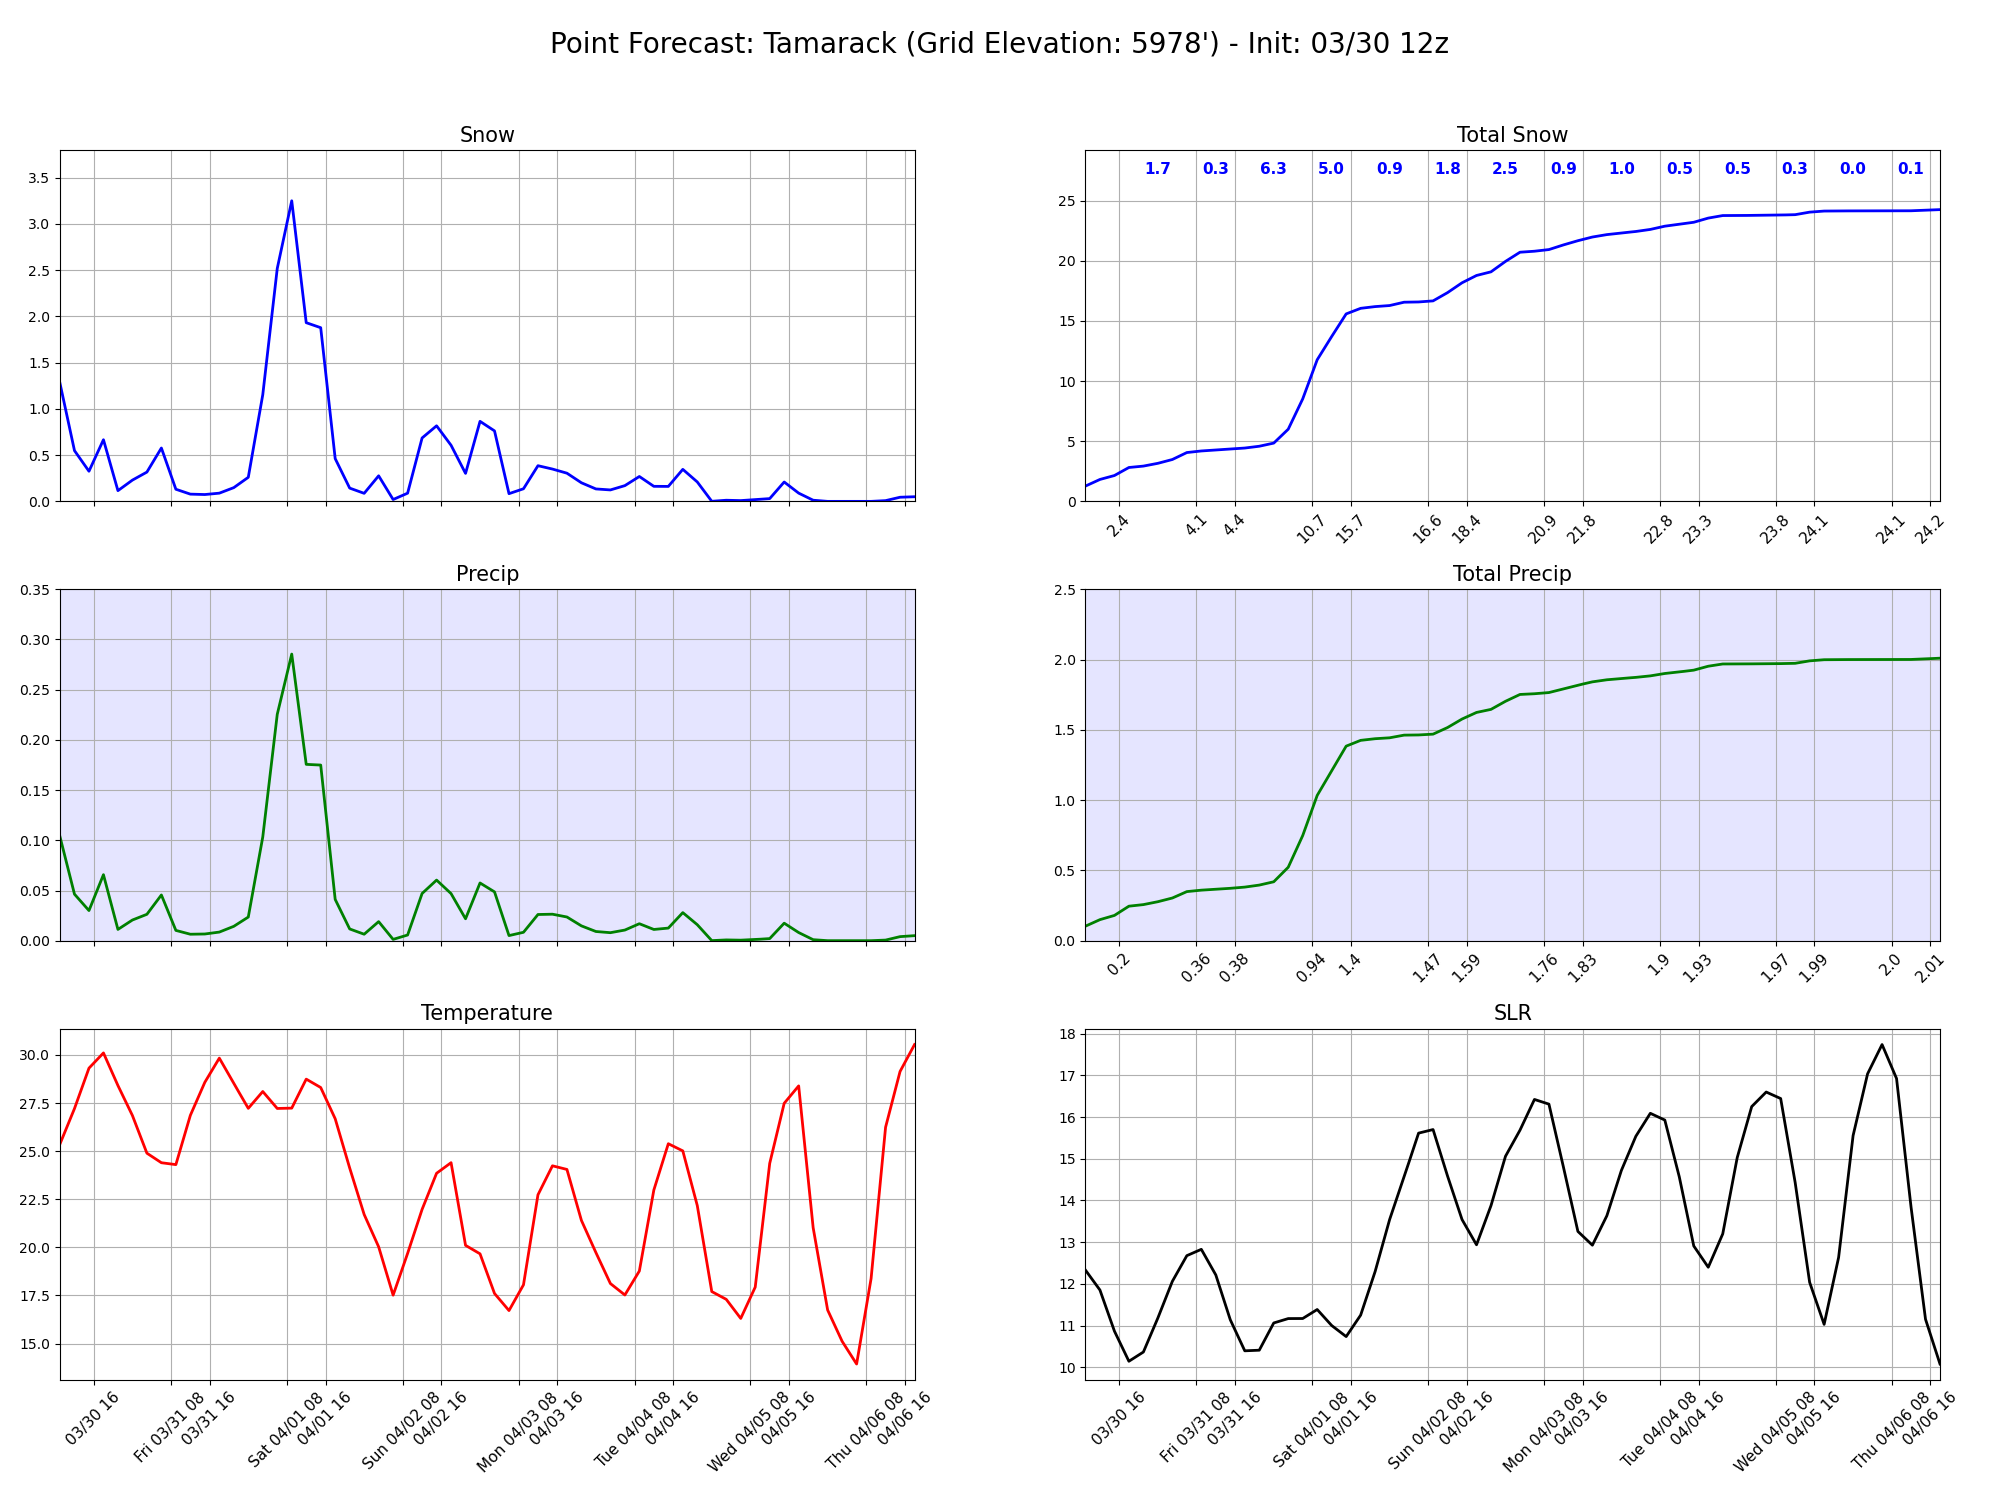 Point Forecast: Tamarack (Grid Elevation: 5978') - Init: 03/30 12z
Snow
3.5
3.0
2.5
2.0
1.5
1.0
0.5
0.0
Total Snow
1.7 0.3 6.3 5.0 0.9 1.8 2.5 0.9 1.0 0.5 0.5 0.3 0.0 0.1
25
20
15
10
5
0
2.4 4.1 4.4 10.7 15.7 16.6 18.4 20.9 21.8 22.8 23.3 23.8 24.1 24.1 24.2
Precip
0.35
0.30
0.25
0.20
0.15
0.10
0.05
0.00
Total Precip
2.5
2.0
1.5
1.0
0.5
0.0
0.2 0.36 0.38 0.94 1.4 1.47 1.59 1.76 1.83 1.9 1.93 1.97 1.99 2.0 2.01
Temperature
30.0
27.5
25.0
22.5
20.0
17.5
15.0
03/30 16
Fri 03/31 08
03/31 16
Sat 04/01 08
04/01 16
Sun 04/02 08
04/02 16
Mon 04/03 08
04/03 16
Tue 04/04 08
04/04 16
Wed 04/05 08
04/05 16
Thu 04/06 08
04/06 16
SLR
18
17
16
15
14
13
12
11
10
03/30 16
Fri 03/31 08
03/31 16
Sat 04/01 08
04/01 16
Sun 04/02 08
04/02 16
Mon 04/03 08
04/03 16
Tue 04/04 08
04/04 16
Wed 04/05 08
04/05 16
Thu 04/06 08
04/06 16